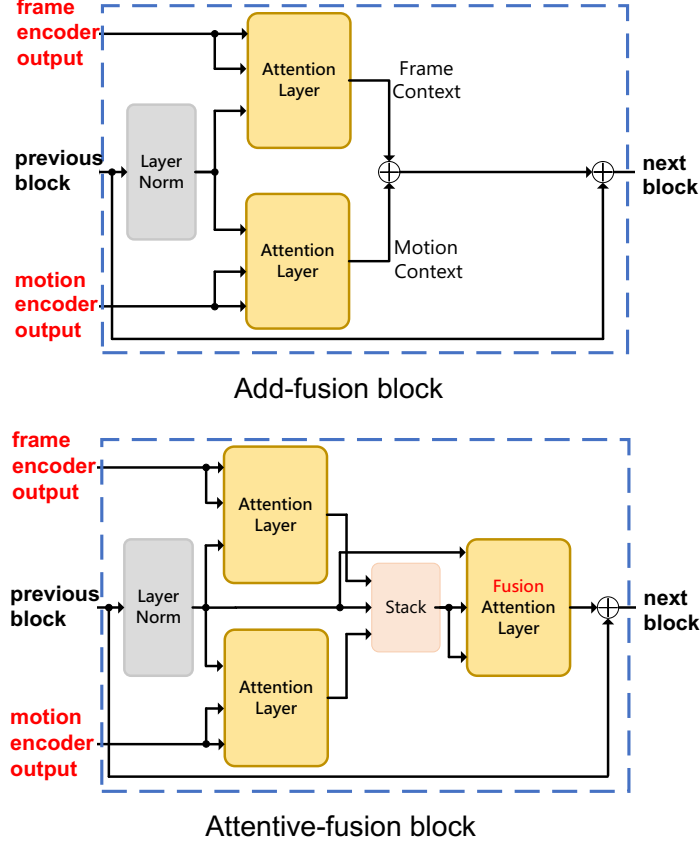 frame
encoder
output
Attention
Layer
Frame
Context
previous
block
Layer
Norm
next
block
Attention
Layer
Motion
Context
motion
encoder
output
Add-fusion block
frame
encoder
output
Attention
Layer
previous
block
Layer
Norm
Stack
Fusion
Attention
Layer
next
block
Attention
Layer
motion
encoder
output
Attentive-fusion block